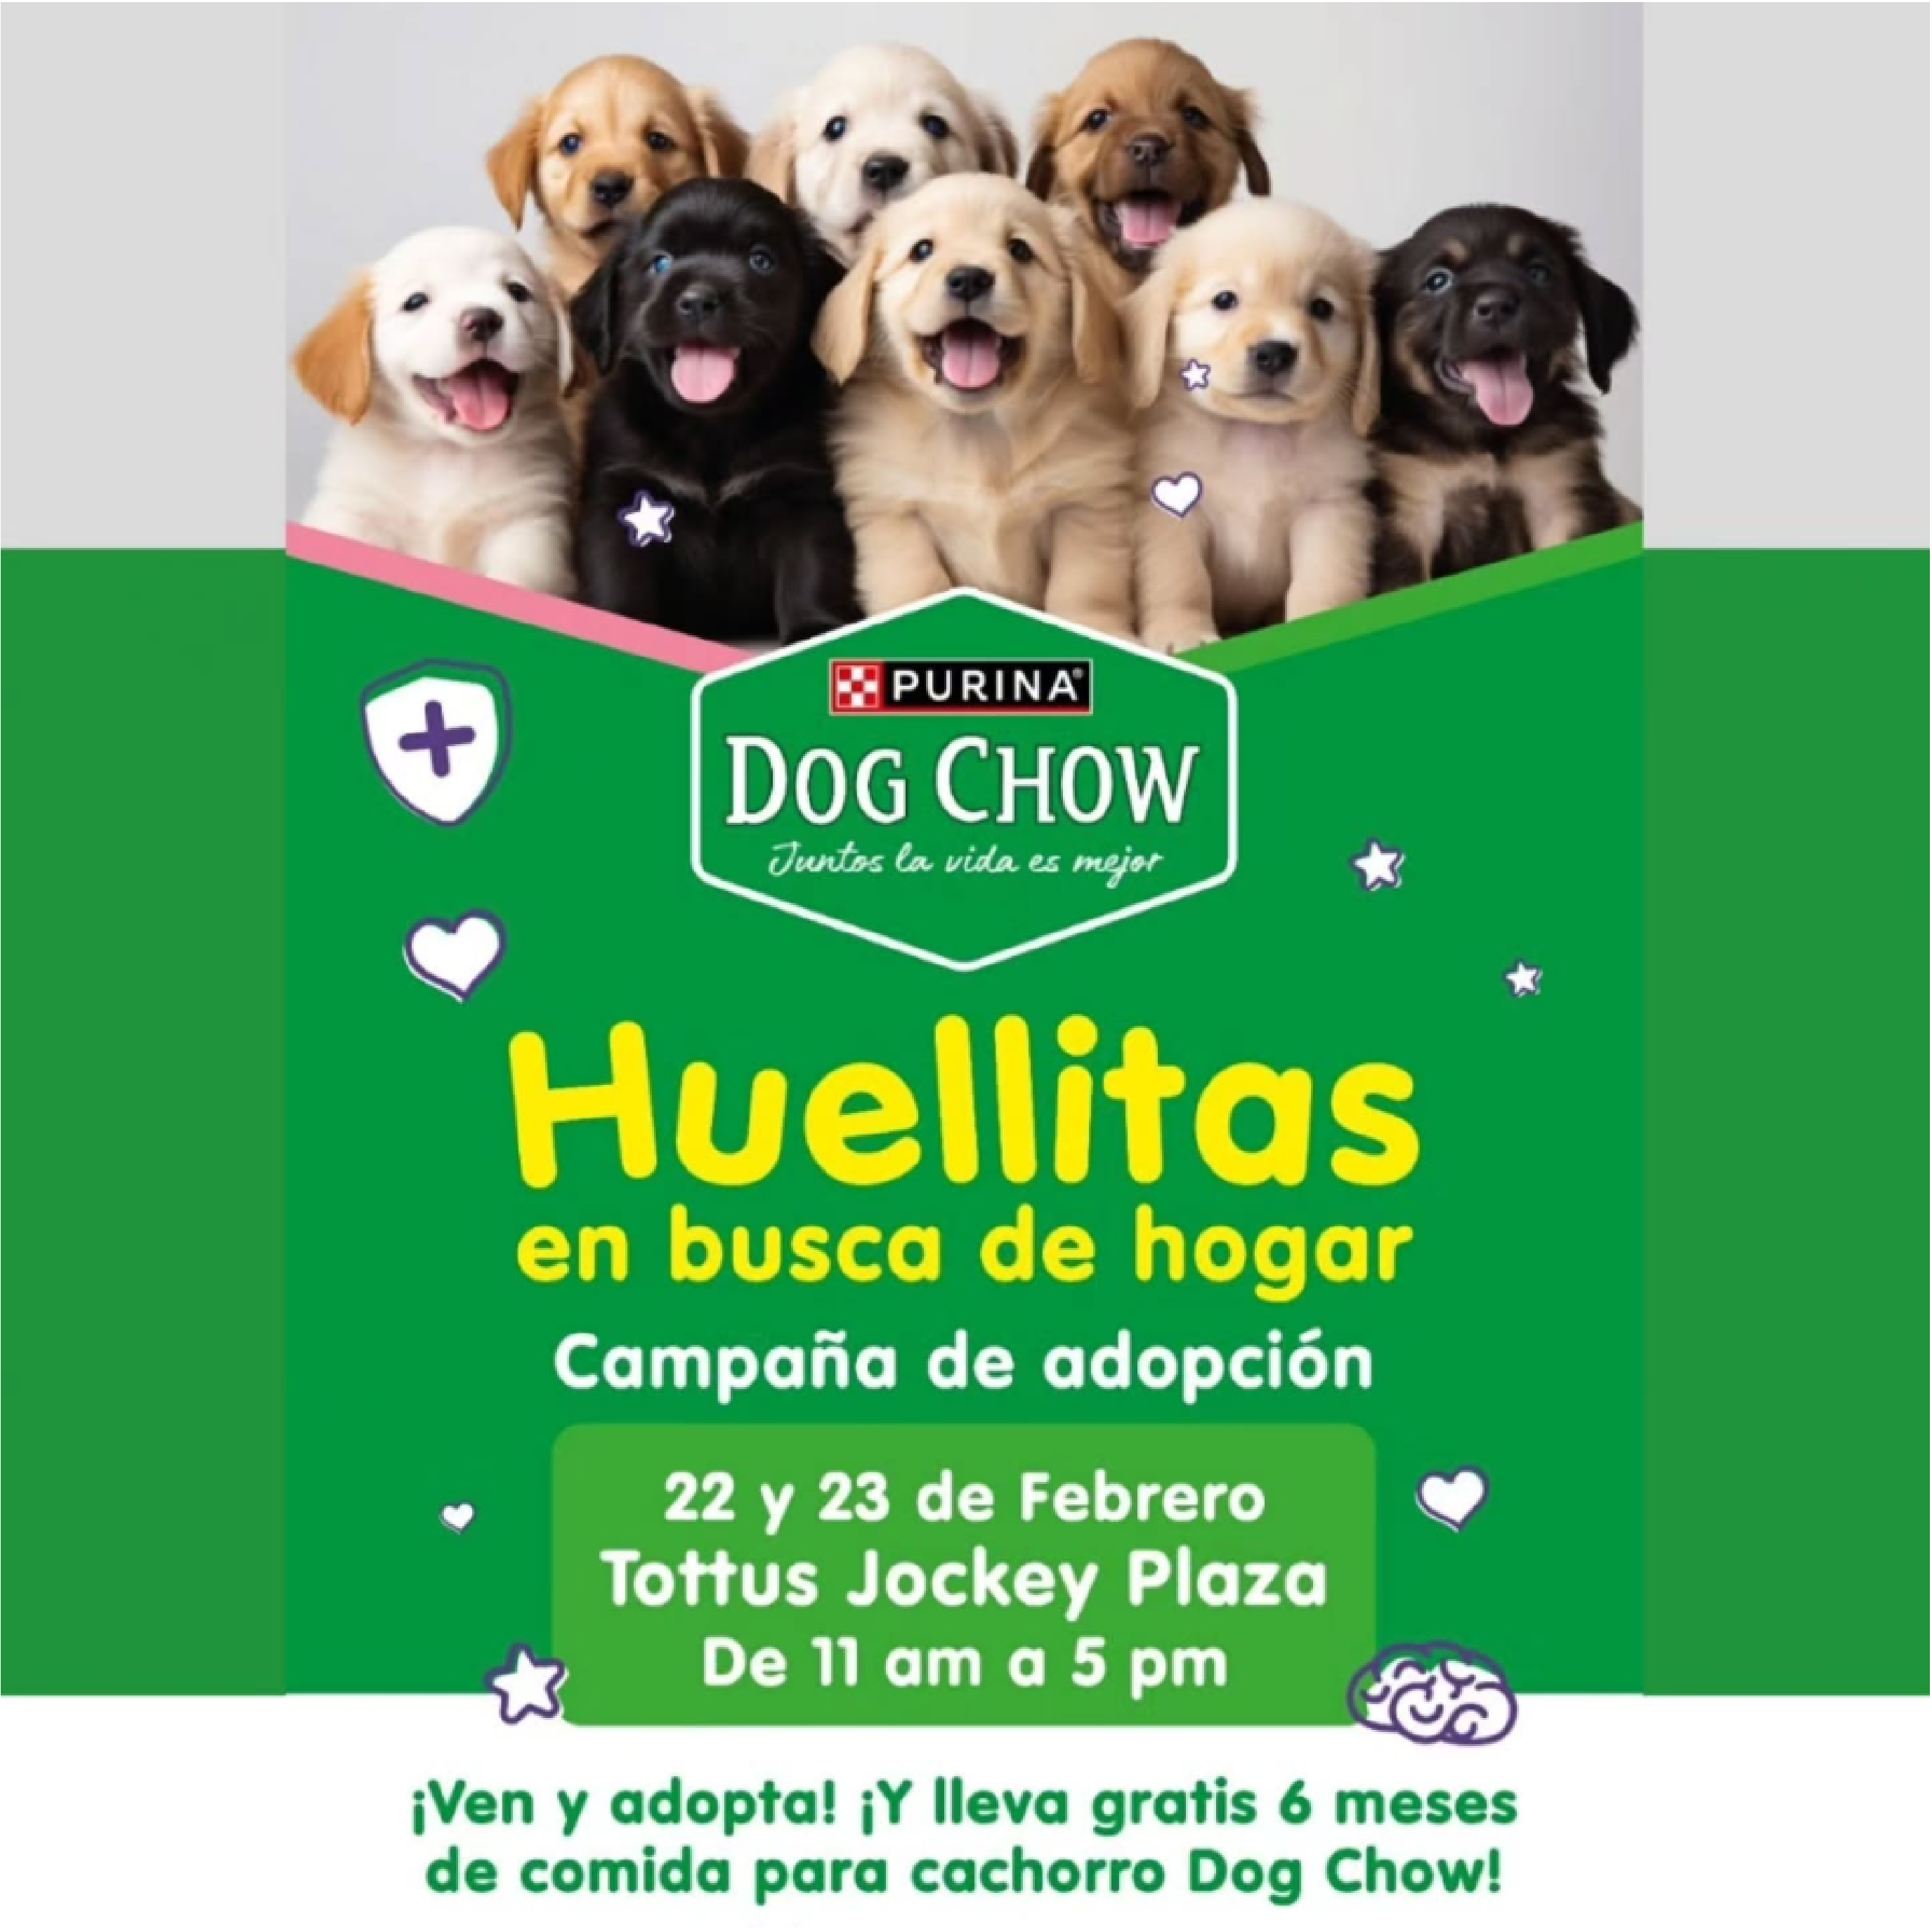 PURINA®
DOG CHOW
Juntos la vida es mejor
Huellitas
en busca de hogar
Campaña de adopción
22 y 23 de Febrero
Tottus Jockey Plaza
De 11 am a 5 pm
¡Ven y adopta! ¡Y lleva gratis 6 meses
de comida para cachorro Dog Chow!